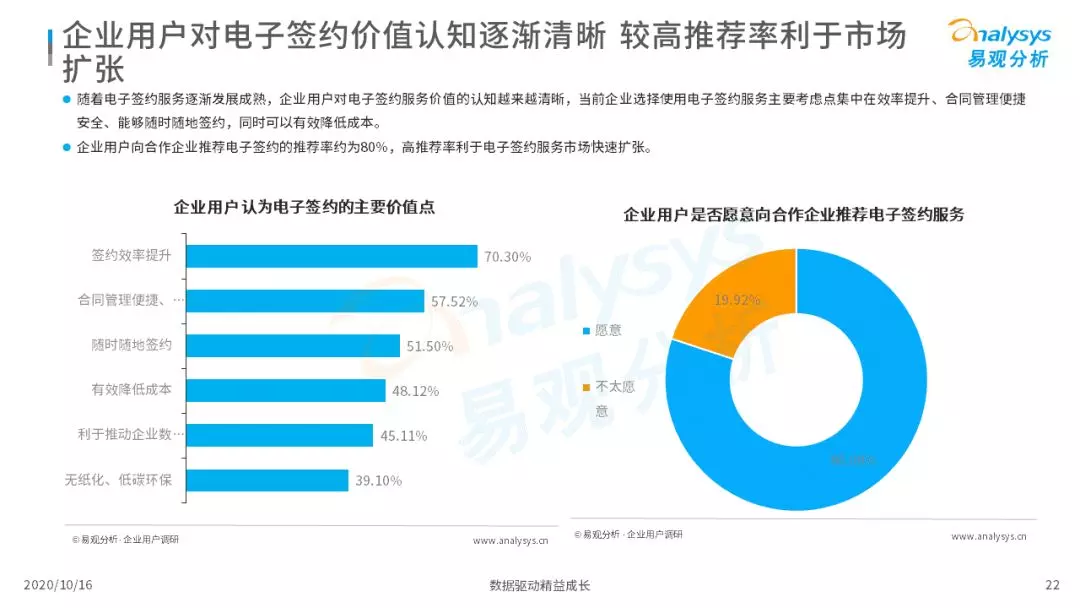 企业用户对电子签约价值认知逐渐清晰 较高推荐率利于市场
扩张
analysys
易观分析
随着电子签约服务逐渐发展成熟，企业用户对电子签约服务价值的认知越来越清晰，当前企业选择使用电子签约服务主要考虑点集中在效率提升、合同管理便捷
安全、能够随时随地签约，同时可以有效降低成本。
企业用户向合作企业推荐电子签约的推荐率约为80%，高推荐率利于电子签约服务市场快速扩张。
企业用户认为电子签约的主要价值点
签约效率提升 70.30%
合同管理便捷、… 57.52%
随时随地签约 51.50%
有效降低成本 48.12%
利于推动企业数… 45.11%
无纸化、低碳环保 39.10%
©易观分析·企业用户调研
www.analysys.cn
企业用户是否愿意向合作企业推荐电子签约服务
19.92%
愿意
不太愿
意
©易观分析·企业用户调研
www.analysys.cn
analysys
易观分析
2020/10/16
数据驱动精益成长
22